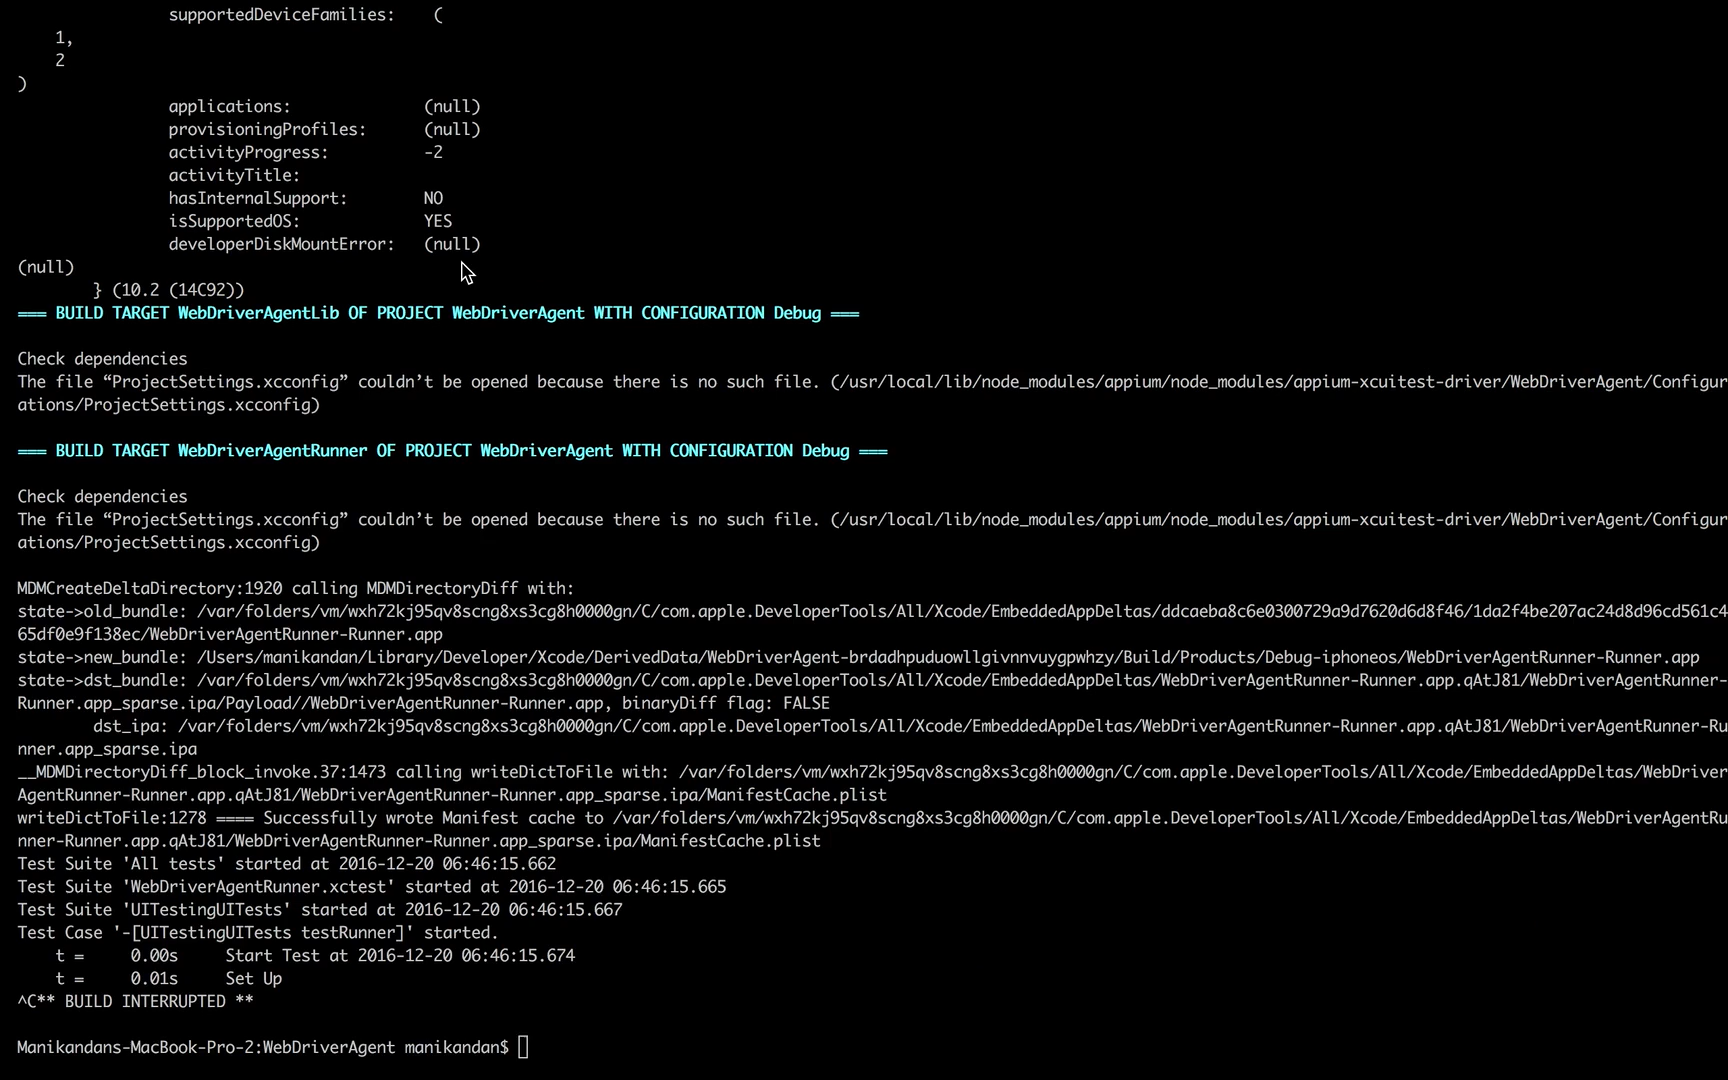 supportedDeviceFamilies:    (
    1,
    2
)
applications:    (null)
provisioningProfiles:    (null)
activityProgress:    -2
activityTitle:
hasInternalSupport:    NO
isSupportedOS:    YES
developerDiskMountError:    (null)
(null)
} (10.2 (14C92))
=== BUILD TARGET WebDriverAgentLib OF PROJECT WebDriverAgent WITH CONFIGURATION Debug ===
Check dependencies
The file “ProjectSettings.xcconfig” couldn’t be opened because there is no such file. (/usr/local/lib/node_modules/appium/node_modules/appium-xcuitest-driver/WebDriverAgent/Configur
ations/ProjectSettings.xcconfig)
=== BUILD TARGET WebDriverAgentRunner OF PROJECT WebDriverAgent WITH CONFIGURATION Debug ===
Check dependencies
The file “ProjectSettings.xcconfig” couldn’t be opened because there is no such file. (/usr/local/lib/node_modules/appium/node_modules/appium-xcuitest-driver/WebDriverAgent/Configur
ations/ProjectSettings.xcconfig)
MDMCreateDeltaDirectory:1920 calling MDMDirectoryDiff with:
state->old_bundle: /var/folders/vm/wxh72kj95qv8scng8xs3cg8h0000gn/C/com.apple.DeveloperTools/All/Xcode/EmbeddedAppDeltas/ddcaeba8c6e0300729a9d7620d6d8f46/1da2f4be207ac24d8d96cd561c4
65df0e9f138ec/WebDriverAgentRunner-Runner.app
state->new_bundle: /Users/manikandan/Library/Developer/Xcode/DerivedData/WebDriverAgent-brdadhpuduowllgivnnvuygpwhzy/Build/Products/Debug-iphoneos/WebDriverAgentRunner-Runner.app
state->dst_bundle: /var/folders/vm/wxh72kj95qv8scng8xs3cg8h0000gn/C/com.apple.DeveloperTools/All/Xcode/EmbeddedAppDeltas/WebDriverAgentRunner-Runner.app.qAtJ81/WebDriverAgentRunner-
Runner.app_sparse.ipa/Payload//WebDriverAgentRunner-Runner.app, binaryDiff flag: FALSE
dst_ipa: /var/folders/vm/wxh72kj95qv8scng8xs3cg8h0000gn/C/com.apple.DeveloperTools/All/Xcode/EmbeddedAppDeltas/WebDriverAgentRunner-Runner.app.qAtJ81/WebDriverAgentRunner-Ru
nner.app_sparse.ipa
__MDMDirectoryDiff_block_invoke.37:1473 calling writeDictToFile with: /var/folders/vm/wxh72kj95qv8scng8xs3cg8h0000gn/C/com.apple.DeveloperTools/All/Xcode/EmbeddedAppDeltas/WebDriver
AgentRunner-Runner.app.qAtJ81/WebDriverAgentRunner-Runner.app_sparse.ipa/ManifestCache.plist
writeDictToFile:1278 ==== Successfully wrote Manifest cache to /var/folders/vm/wxh72kj95qv8scng8xs3cg8h0000gn/C/com.apple.DeveloperTools/All/Xcode/EmbeddedAppDeltas/WebDriverAgentRu
nner-Runner.app.qAtJ81/WebDriverAgentRunner-Runner.app_sparse.ipa/ManifestCache.plist
Test Suite 'All tests' started at 2016-12-20 06:46:15.662
Test Suite 'WebDriverAgentRunner.xctest' started at 2016-12-20 06:46:15.665
Test Suite 'UITestingUITests' started at 2016-12-20 06:46:15.667
Test Case '-[UITestingUITests testRunner]' started.
    t =     0.00s     Start Test at 2016-12-20 06:46:15.674
    t =     0.01s     Set Up
^C** BUILD INTERRUPTED **
Manikandans-MacBook-Pro-2:WebDriverAgent manikandan$